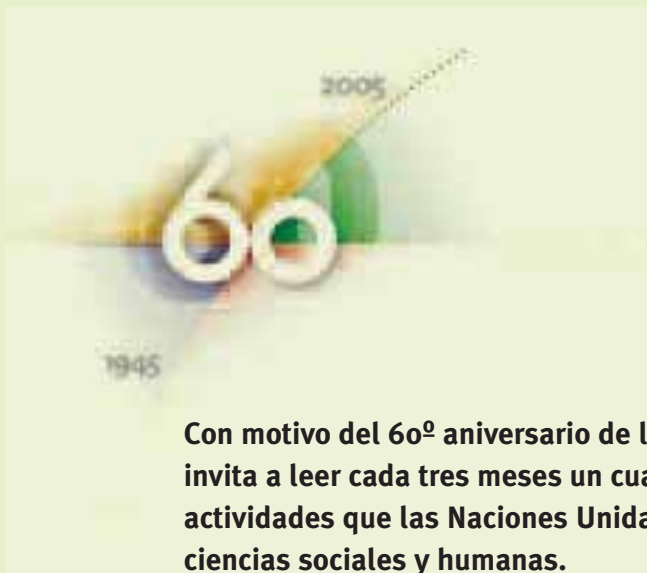 2005
60
1945
Con motivo del 60º aniversario de l
invita a leer cada tres meses un cua
actividades que las Naciones Unida
ciencias sociales y humanas.